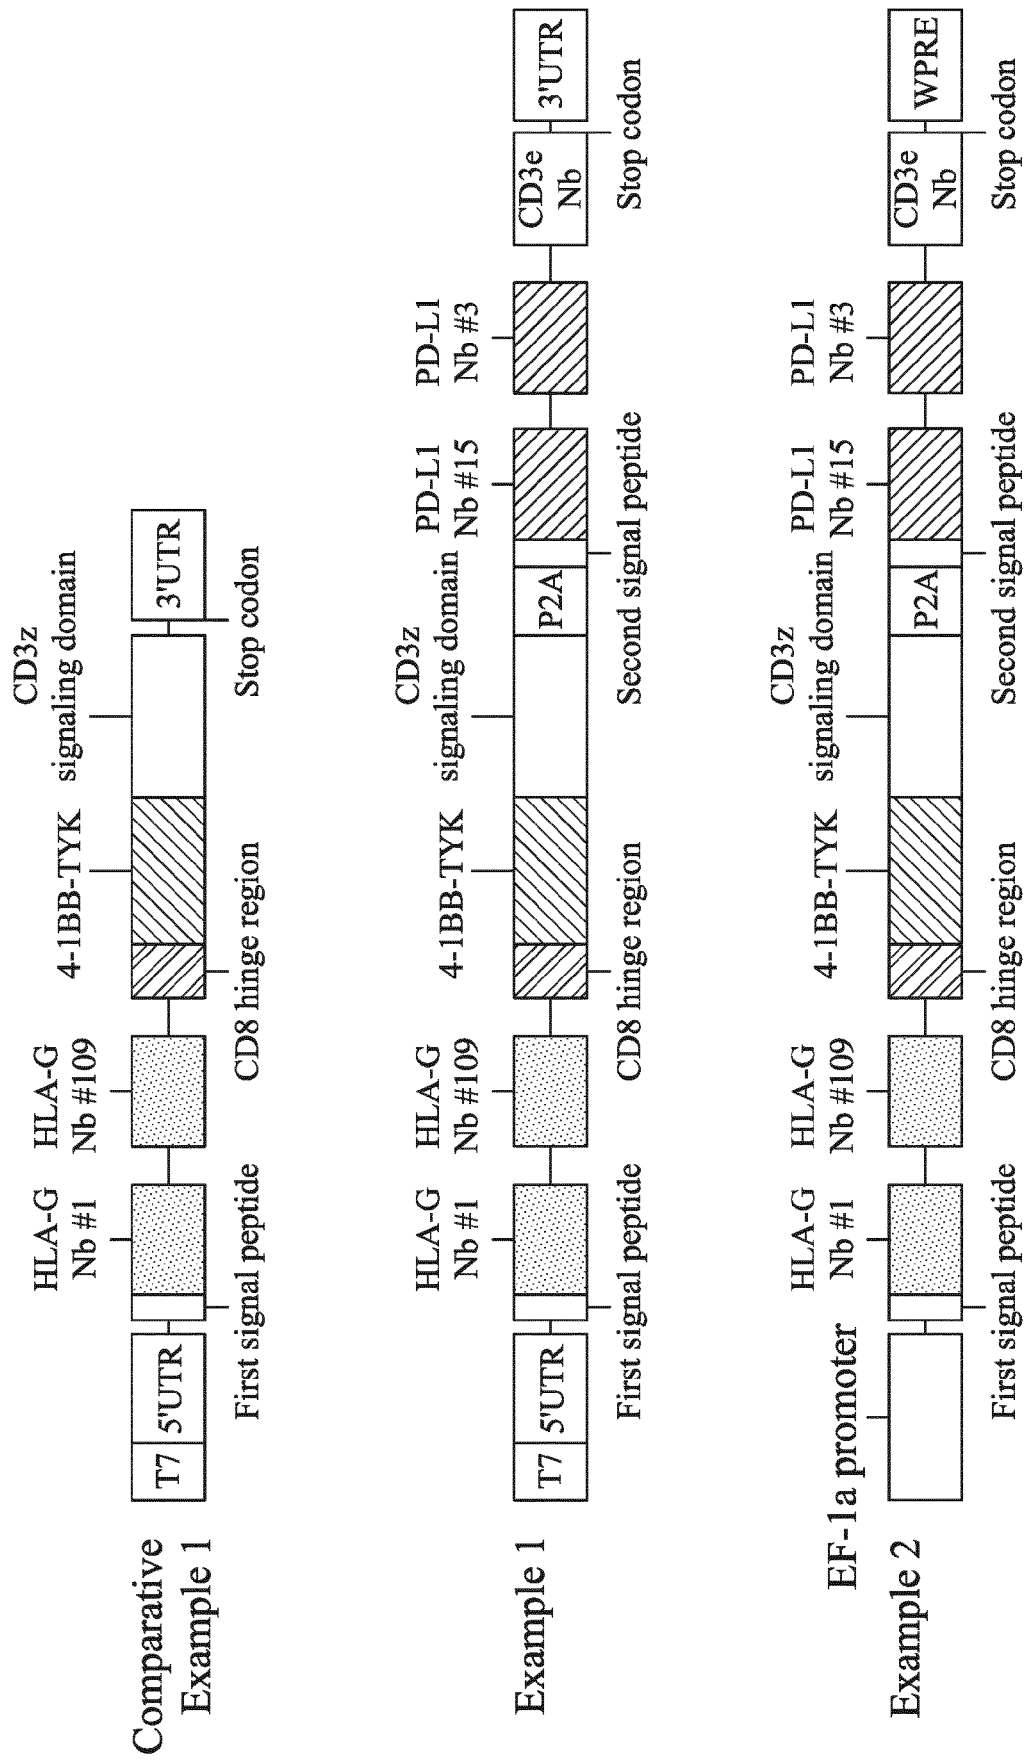 Comparative
Example 1
T7
5'UTR
First signal peptide
HLA-G
Nb #1
HLA-G
Nb #109
CD8 hinge region
4-1BB-TYK
CD3z
signaling domain
Stop codon
3'UTR
Example 1
T7
5'UTR
First signal peptide
HLA-G
Nb #1
HLA-G
Nb #109
CD8 hinge region
4-1BB-TYK
CD3z
signaling domain
P2A
Second signal peptide
PD-L1
Nb #15
PD-L1
Nb #3
CD3e
Nb
Stop codon
3'UTR
Example 2
EF-1a promoter
First signal peptide
HLA-G
Nb #1
HLA-G
Nb #109
CD8 hinge region
4-1BB-TYK
CD3z
signaling domain
P2A
Second signal peptide
PD-L1
Nb #15
PD-L1
Nb #3
CD3e
Nb
Stop codon
WPRE